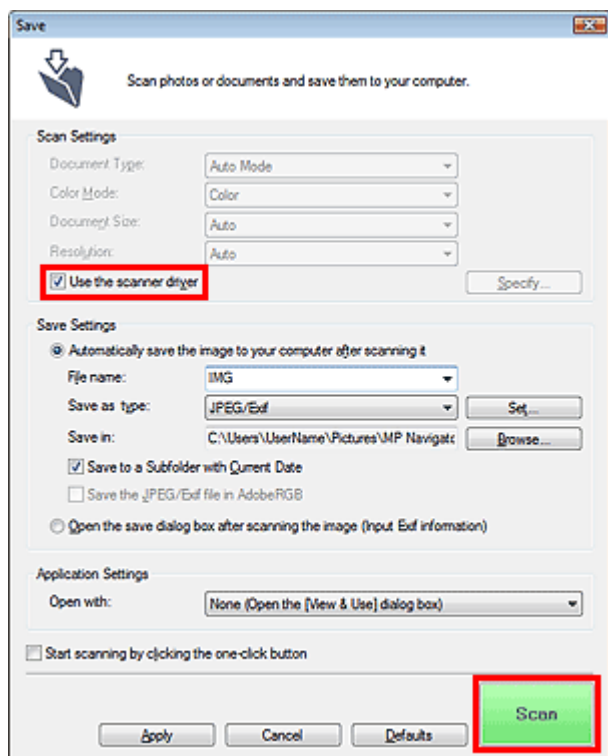 Save
Scan photos or documents and save them to your computer.
Scan Settings
Document Type: Auto Mode
Color Mode: Color
Document Size: Auto
Resolution: Auto
Use the scanner driver Specify...
Save Settings
Automatically save the image to your computer after scanning it
File name: IMG
Save as type: JPEG/Exif Set...
Save in: C:\Users\UserName\Pictures\MP Navigato Browse...
Save to a Subfolder with Current Date
Save the JPEG/Exif file in AdobeRGB
Open the save dialog box after scanning the image (Input Exif information)
Application Settings
Open with: None (Open the [View & Use] dialog box)
Start scanning by clicking the one-click button
Scan
Apply Cancel Defaults